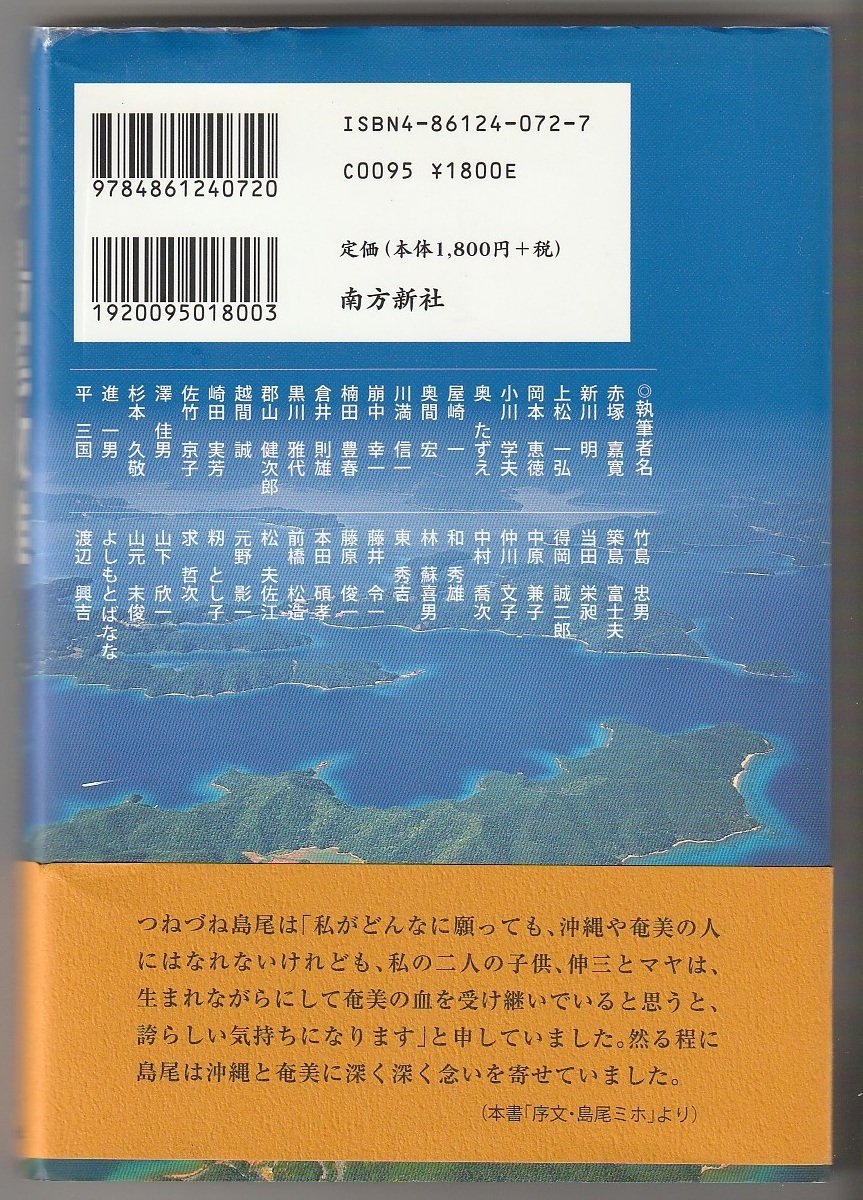 9784861240720
ISBN4-86124-072-7
C0095 ¥1800E
1920095018003
定価(本体1,800円+税)
南方新社
◎執筆者名
赤塚 嘉寛
新川 明
上松 一弘
岡本 恵徳
小川 学夫
奥 たずえ
屋崎 一
奥間 宏
川満 信一
崩中 幸一
楠田 豊春
倉井 則雄
黒川 雅代
郡山 健次郎
越間 誠
崎田 実芳
佐竹 京子
澤 佳男
杉本 久敬
進 一男
平 三国
竹島 忠男
築島 富士夫
当田 栄昶
得岡 誠二郎
中原 兼子
仲川 文子
中村 喬次
和 秀雄
林 蘇喜男
東 秀吉
藤井 令一
藤原 俊一
本田 碩孝
前橋 松造
松 夫佐江
元野 影一
籾 とし子
求 哲次
山下 欣一
山元 末俊
よしもとばなな
渡辺 興吉
つねづね島尾は「私がどんなに願っても、沖縄や奄美の人
にはなれないけれども、私の二人の子供、伸三とマヤは、
生まれながらにして奄美の血を受け継いでいると思うと、
誇らしい気持ちになります」と申していました。然る程に
島尾は沖縄と奄美に深く深く念いを寄せていました。
(本書「序文・島尾ミホ」より)